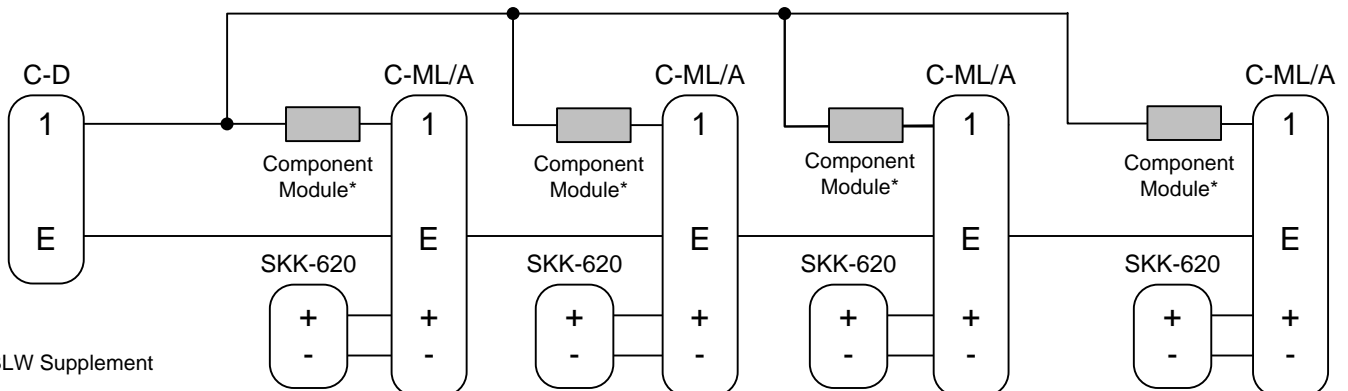 C-D
C-ML/A
C-ML/A
C-ML/A
C-ML/A
1
1
1
1
1
Component
Module*
Component
Module*
Component
Module*
Component
Module*
E
E
E
E
E
SKK-620
SKK-620
SKK-620
SKK-620
+
+
+
+
+
+
+
+
-
-
-
-
-
-
-
-
Supplement